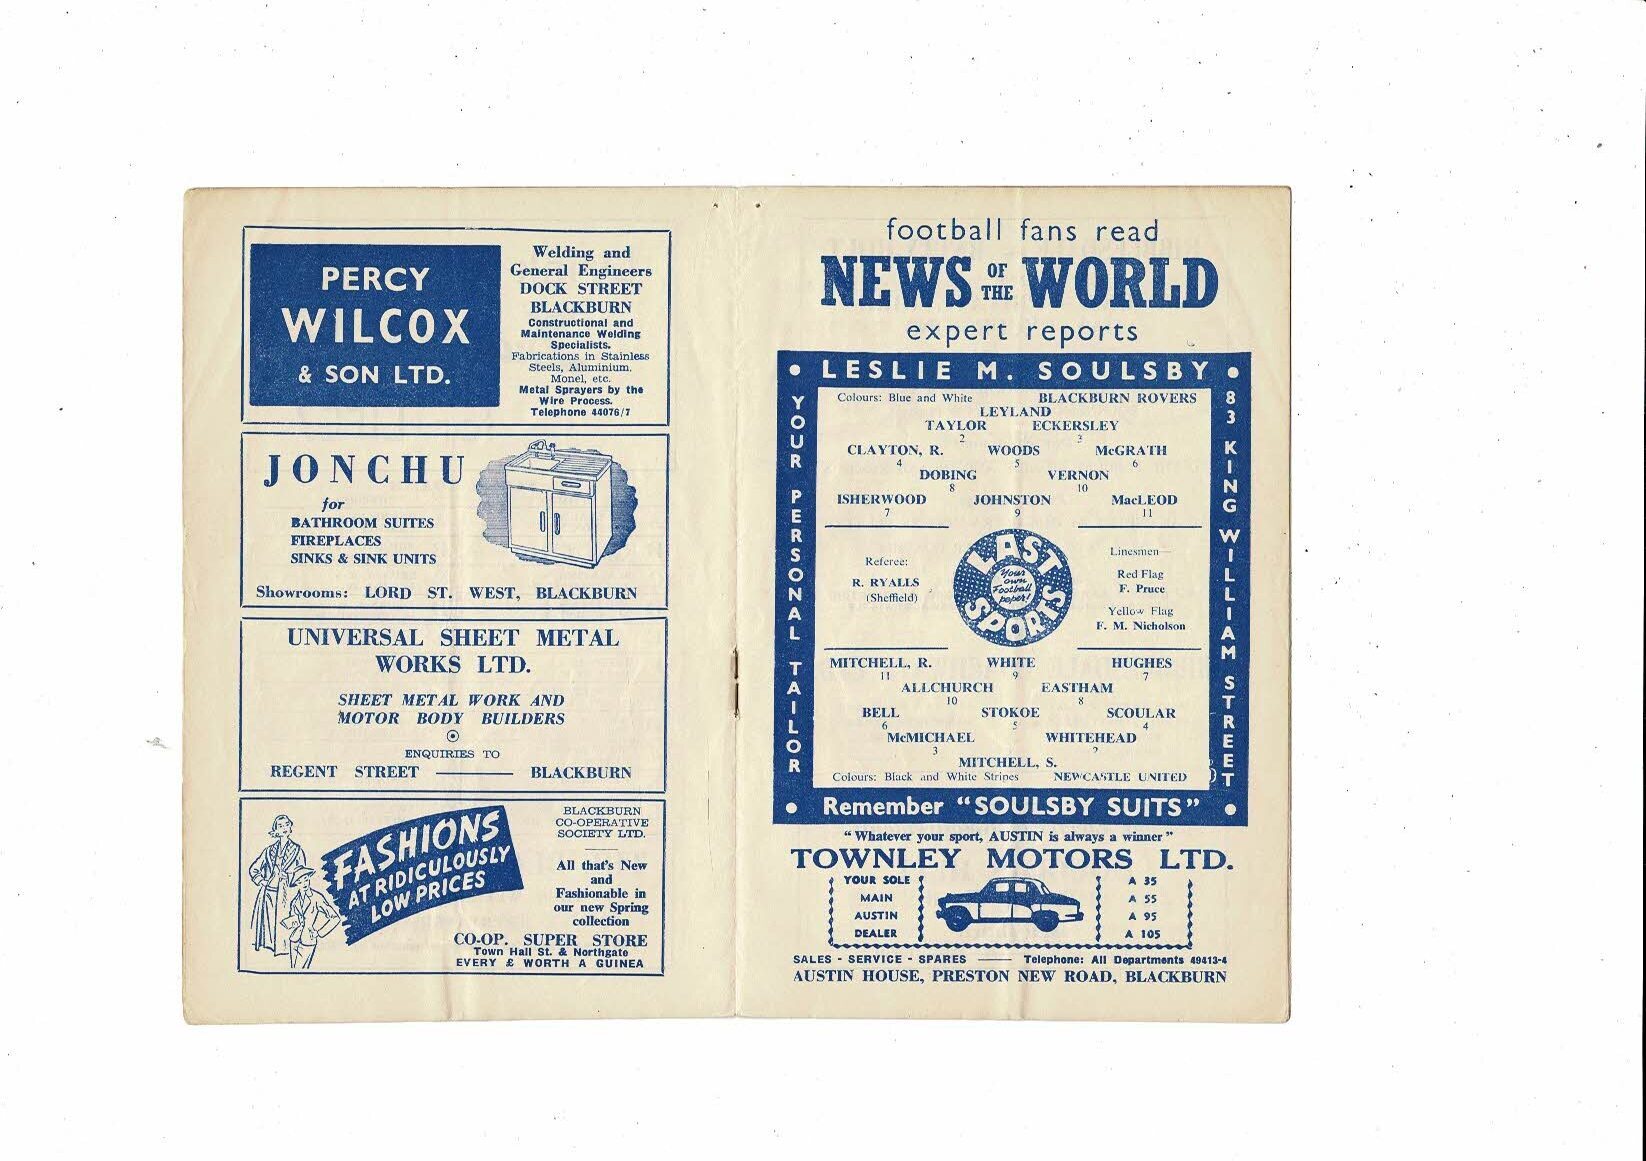 PERCY
WILCOX
& SON LTD.
Welding and
General Engineers
DOCK STREET
BLACKBURN
Constructional and
Maintenance Welding
Specialists.
Fabrications in Stainless
Steels, Aluminium.
Monel, etc.
Metal Sprayers by the
Wire Process.
Telephone 44076/7
JONCHU
for
BATHROOM SUITES
FIREPLACES
SINKS & SINK UNITS
Showrooms: LORD ST. WEST, BLACKBURN
UNIVERSAL SHEET METAL
WORKS LTD.
SHEET METAL WORK AND
MOTOR BODY BUILDERS
ENQUIRIES TO
REGENT STREET —— BLACKBURN
FASHIONS
AT RIDICULOUSLY
LOW PRICES
BLACKBURN
CO-OPERATIVE
SOCIETY LTD.
All that's New
and
Fashionable in
our new Spring
collection
CO.OP. SUPER STORE
Town Hall St. & Northgate
EVERY £ WORTH A GUINEA
football fans read
NEWS OF THE WORLD
expert reports
• LESLIE M. SOULSBY •
YOUR PERSONAL TAILOR
83 KING WILLIAM STREET
Colours: Blue and White BLACKBURN ROVERS
LEYLAND
TAYLOR ECKERSLEY
2 3
CLAYTON, R. WOODS McGRATH
4 5 6
DOBING VERNON
8 10
ISHERWOOD JOHNSTON MacLEOD
7 9 11
Referee:
R. RYALLS
(Sheffield)
LAST
SPORTS
Your
own
Football
paper!
Linesmen—
Red Flag
F. Pruce
Yellow Flag
F. M. Nicholson
MITCHELL, R. WHITE HUGHES
11 9 7
ALLCHURCH EASTHAM
10 8
BELL STOKOE SCOULAR
6 5 4
McMICHAEL WHITEHEAD
3 2
MITCHELL, S.
Colours: Black and White Stripes NEWCASTLE UNITED
• Remember "SOULSBY SUITS" •
"Whatever your sport, AUSTIN is always a winner"
TOWNLEY MOTORS LTD.
YOUR SOLE
MAIN
AUSTIN
DEALER
A 35
A 55
A 95
A 105
SALES - SERVICE - SPARES —— Telephone: All Departments 49413-4
AUSTIN HOUSE, PRESTON NEW ROAD, BLACKBURN